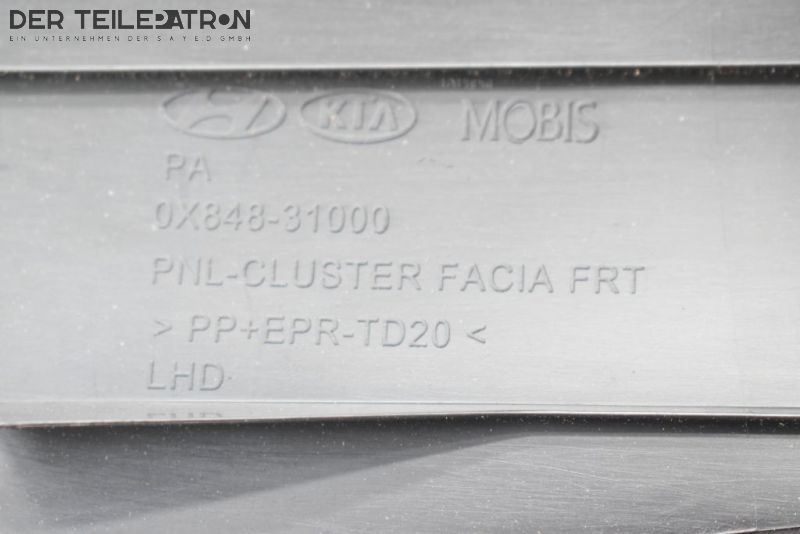 DER TEILEPATRON
EIN UNTERNEHMEN DER S A Y E D GMBH
KIA MOBIS
PA
0X848-31000
PNL-CLUSTER FACIA FRT
> PP+EPR-TD20 <
LHD